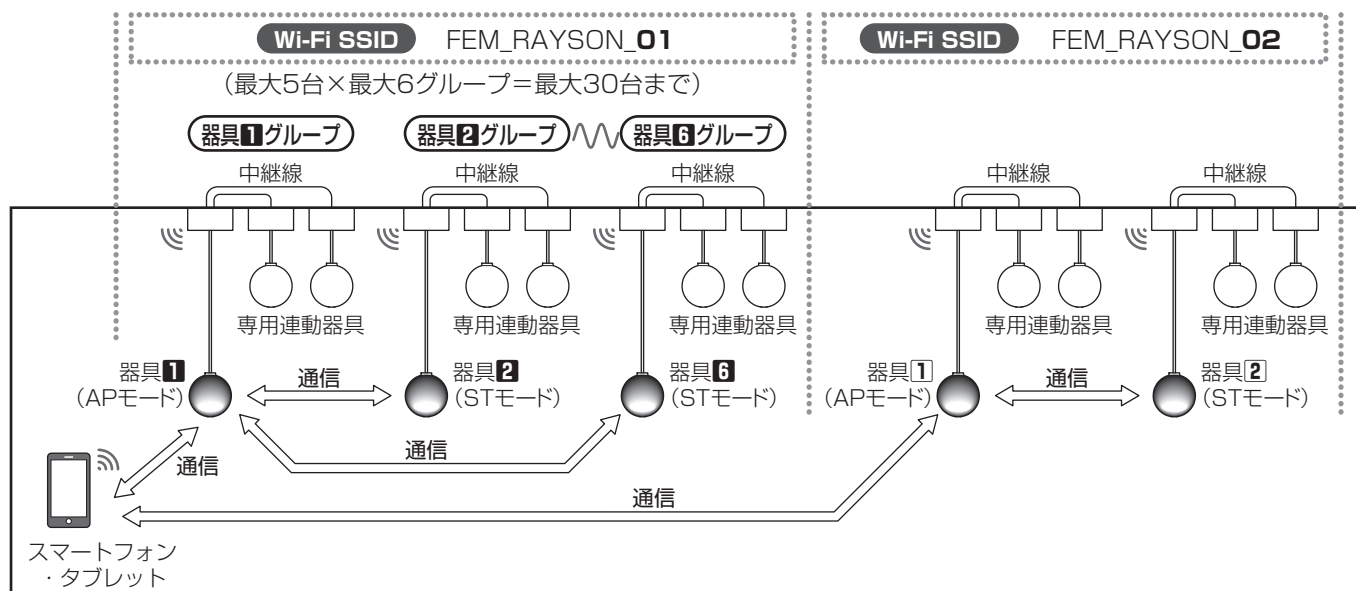 Wi-Fi SSID FEM_RAYSON_01
Wi-Fi SSID FEM_RAYSON_02
(最大5台×最大6グループ=最大30台まで)
器具1グループ
器具2グループ
器具6グループ
中継線
中継線
中継線
中継線
中継線
専用連動器具
専用連動器具
専用連動器具
専用連動器具
専用連動器具
器具1
(APモード)
通信
器具2
(STモード)
器具6
(STモード)
器具1
(APモード)
通信
器具2
(STモード)
通信
通信
通信
スマートフォン
・タブレット